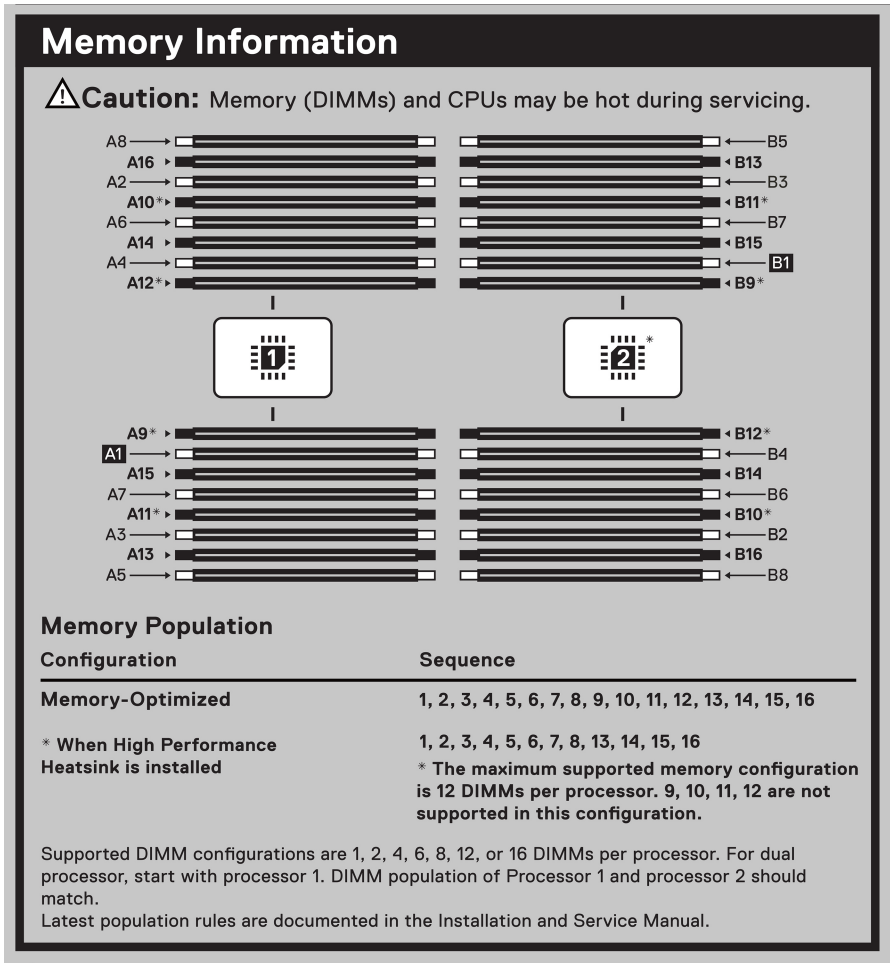 Memory Information
Caution: Memory (DIMMs) and CPUs may be hot during servicing.
A8 B5
A16 B13
A2 B3
A10* B11*
A6 B7
A14 B15
A4 B1
A12* B9*
1 2*
A9* B12*
A1 B4
A15 B14
A7 B6
A11* B10*
A3 B2
A13 B16
A5 B8
Memory Population
Configuration Sequence
Memory-Optimized 1, 2, 3, 4, 5, 6, 7, 8, 9, 10, 11, 12, 13, 14, 15, 16
* When High Performance 1, 2, 3, 4, 5, 6, 7, 8, 13, 14, 15, 16
Heatsink is installed
* The maximum supported memory configuration
is 12 DIMMs per processor. 9, 10, 11, 12 are not
supported in this configuration.
Supported DIMM configurations are 1, 2, 4, 6, 8, 12, or 16 DIMMs per processor. For dual
processor, start with processor 1. DIMM population of Processor 1 and processor 2 should
match.
Latest population rules are documented in the Installation and Service Manual.